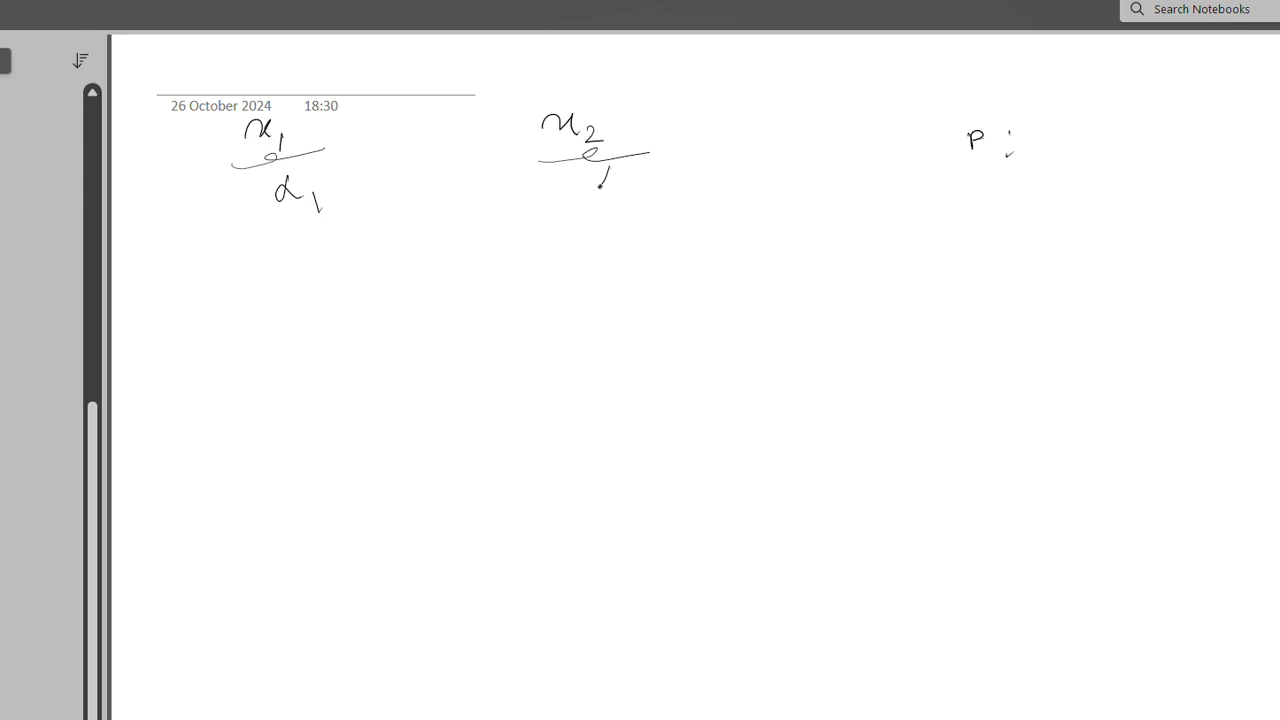 Search Notebooks
26 October 2024 18:30
x1 x2 P :
α1